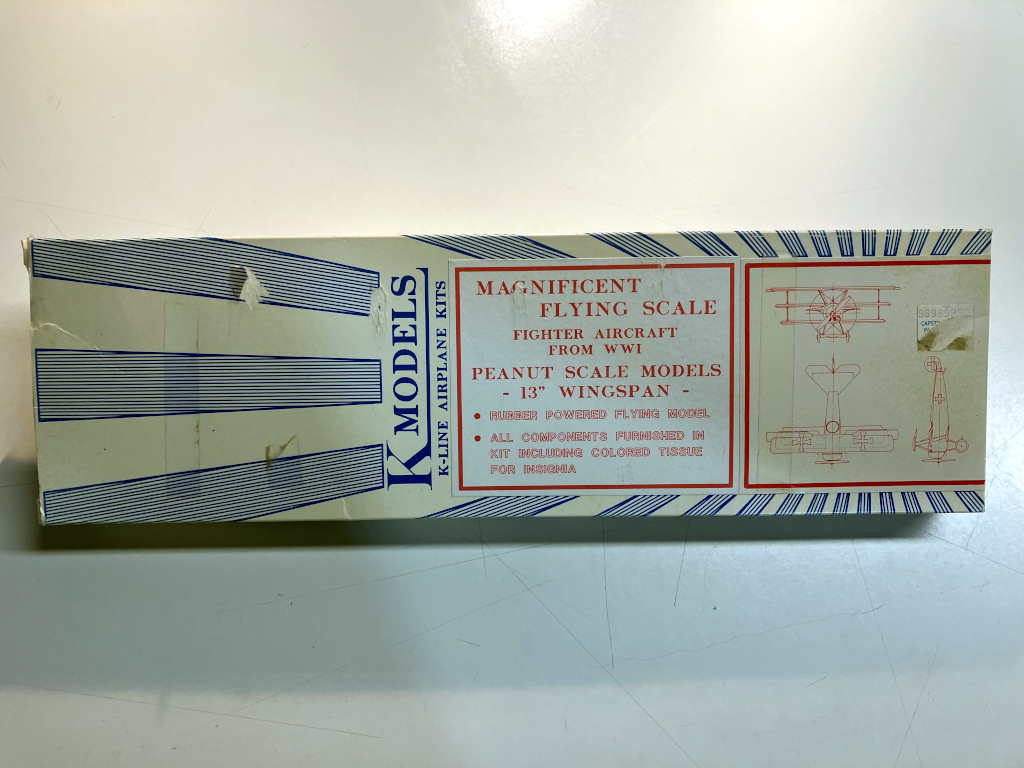 K MODELS
K-LINE AIRPLANE KITS
MAGNIFICENT
FLYING SCALE
FIGHTER AIRCRAFT
FROM WWI
PEANUT SCALE MODELS
- 13" WINGSPAN -
• RUBBER POWERED FLYING MODEL
• ALL COMPONENTS FURNISHED IN
KIT INCLUDING COLORED TISSUE
FOR INSIGNIA